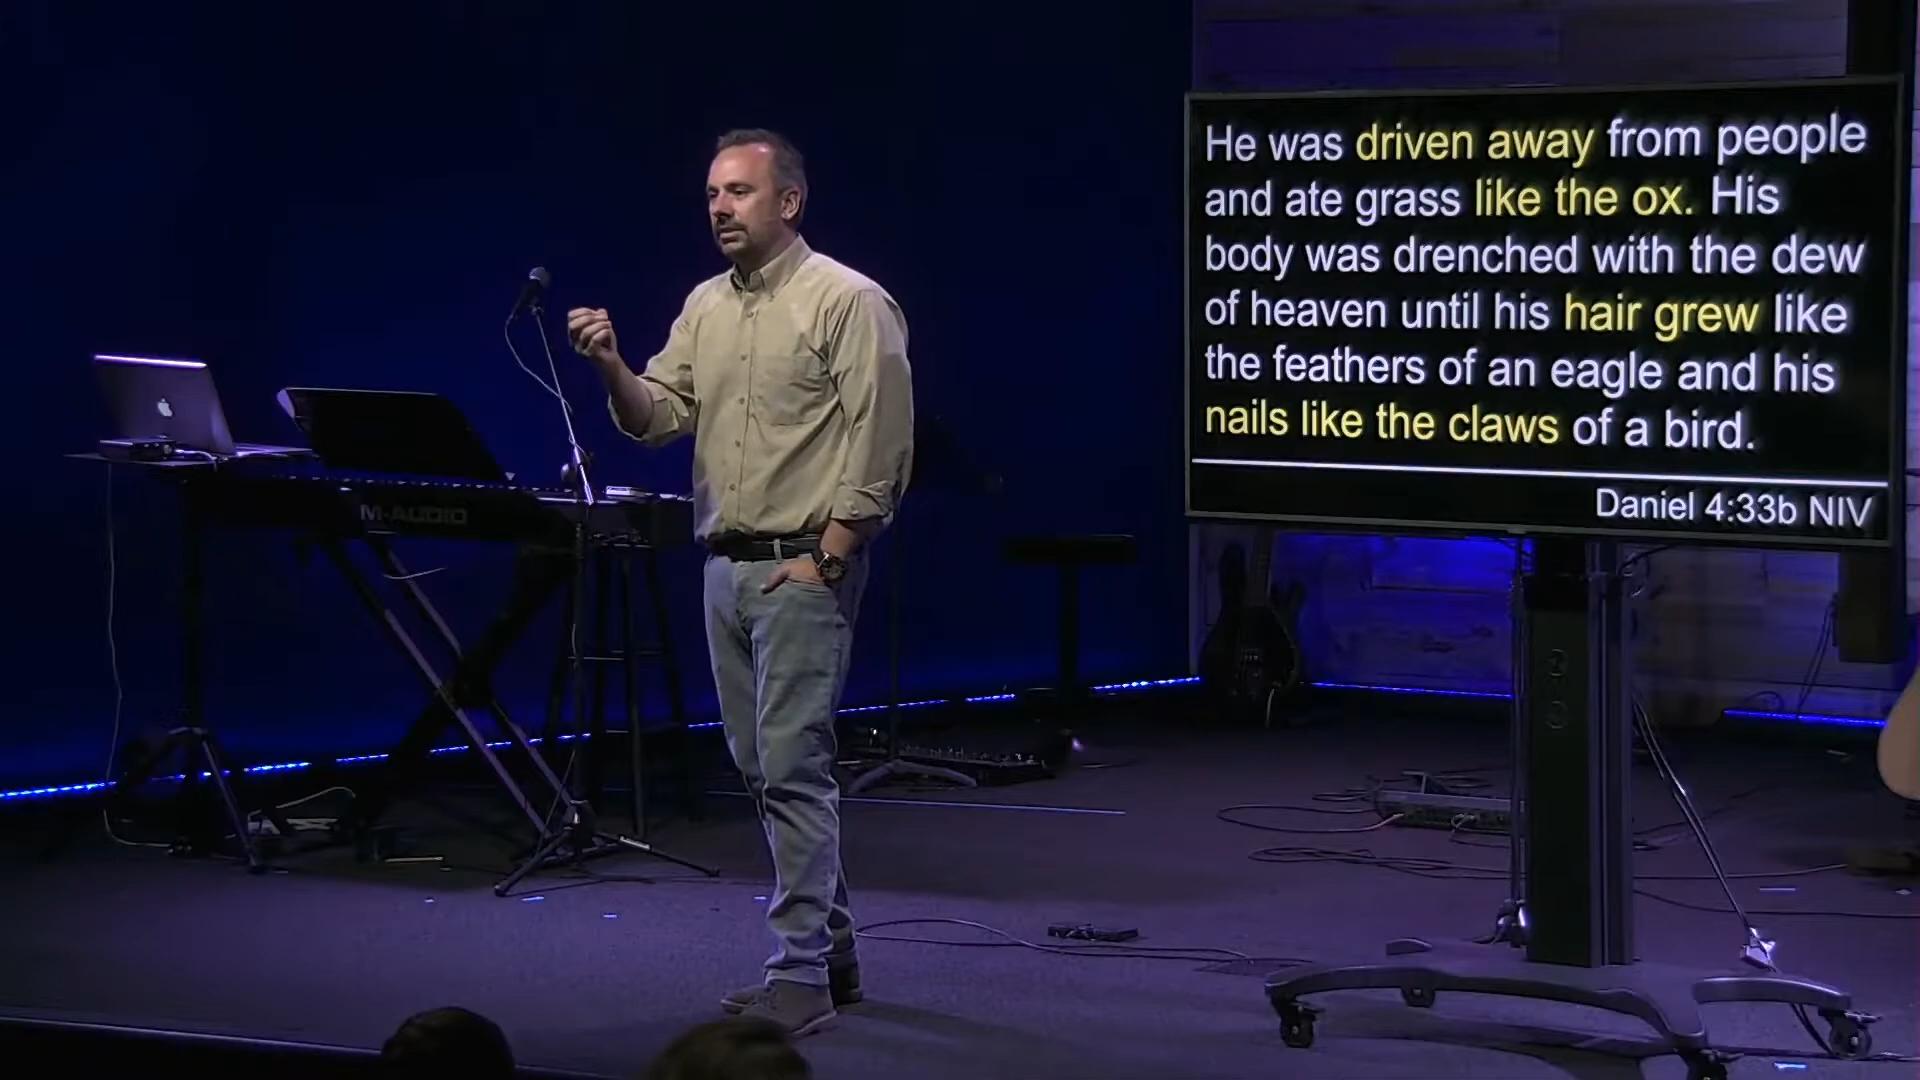 He was driven away from people
and ate grass like the ox. His
body was drenched with the dew
of heaven until his hair grew like
the feathers of an eagle and his
nails like the claws of a bird.
Daniel 4:33b NIV
M-AUDIO